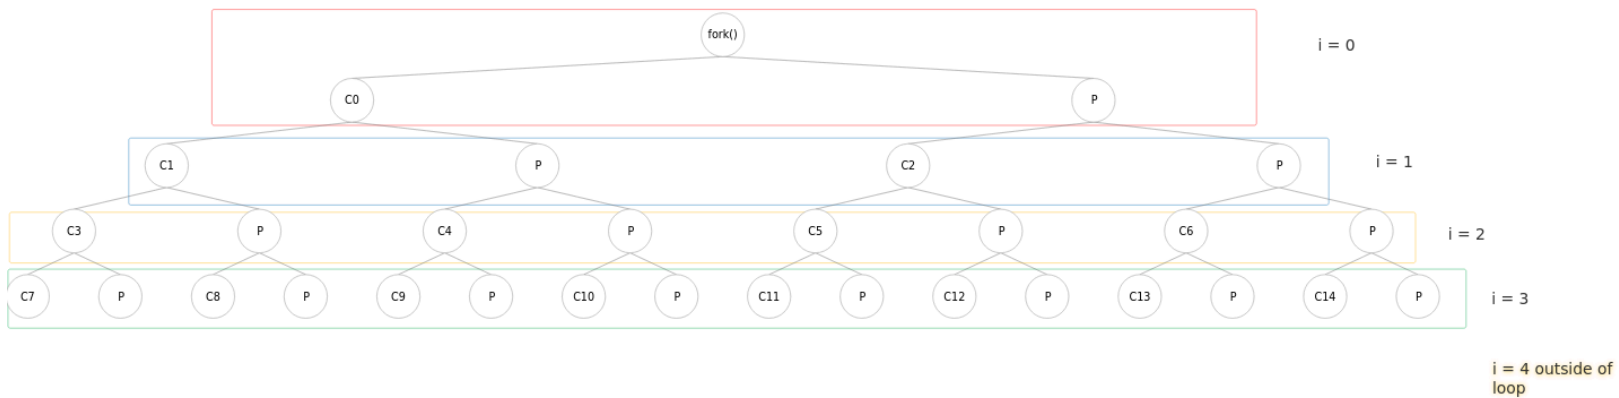 fork()
i = 0
C0 P
C1 P C2 P
i = 1
C3 P C4 P C5 P C6 P
i = 2
C7 P C8 P C9 P C10 P C11 P C12 P C13 P C14 P
i = 3
i = 4 outside of
loop